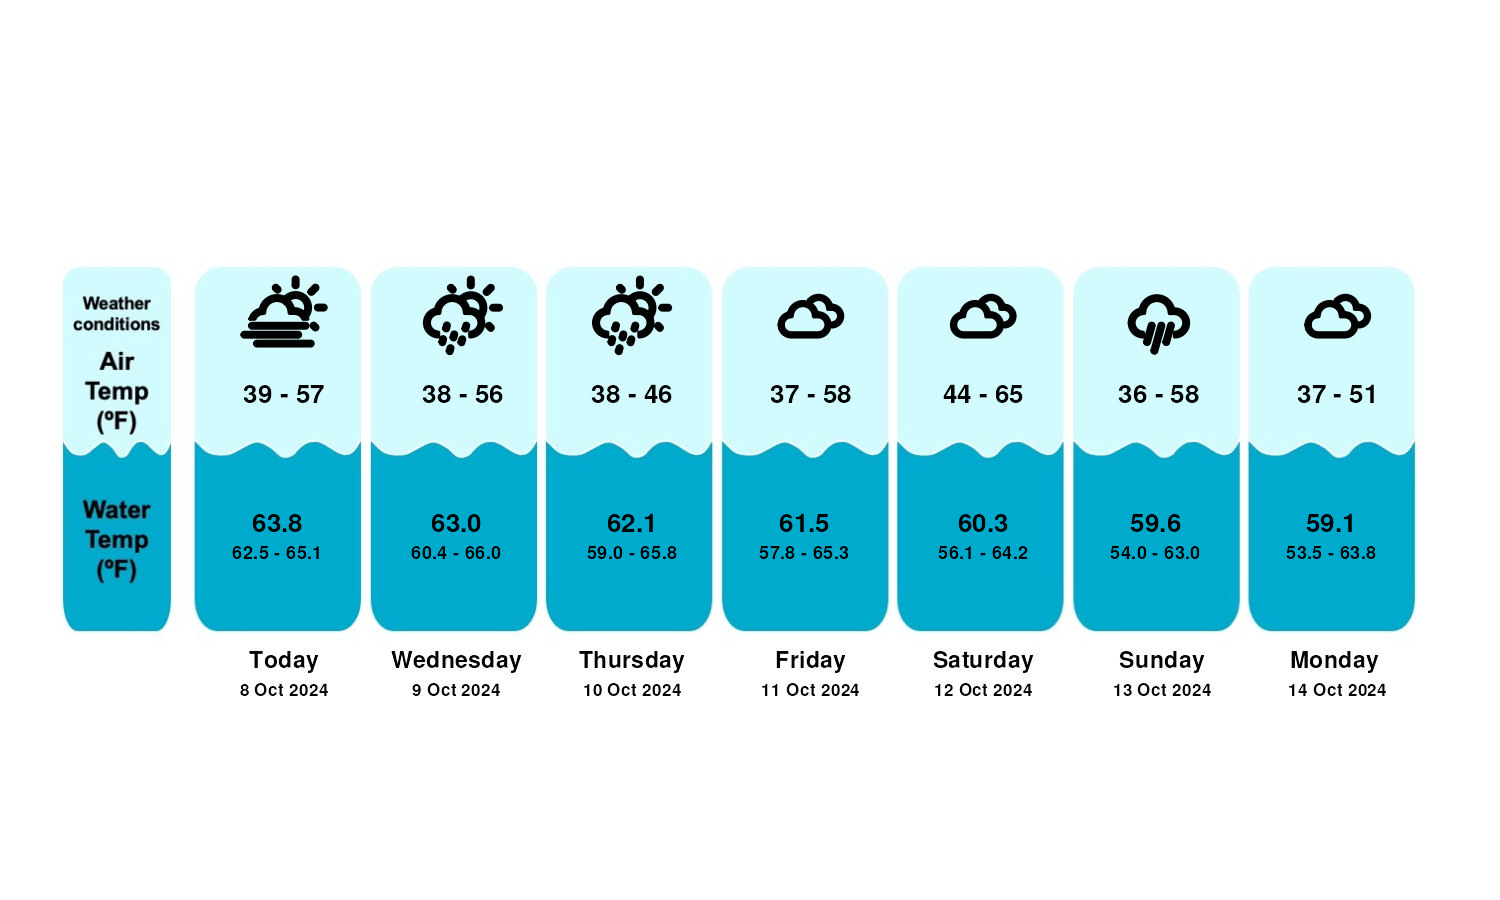 Weather
conditions
Air
Temp
(ºF)
Water
Temp
(ºF)
39 - 57
63.8
62.5 - 65.1
Today
8 Oct 2024
38 - 56
63.0
60.4 - 66.0
Wednesday
9 Oct 2024
38 - 46
62.1
59.0 - 65.8
Thursday
10 Oct 2024
37 - 58
61.5
57.8 - 65.3
Friday
11 Oct 2024
44 - 65
60.3
56.1 - 64.2
Saturday
12 Oct 2024
36 - 58
59.6
54.0 - 63.0
Sunday
13 Oct 2024
37 - 51
59.1
53.5 - 63.8
Monday
14 Oct 2024